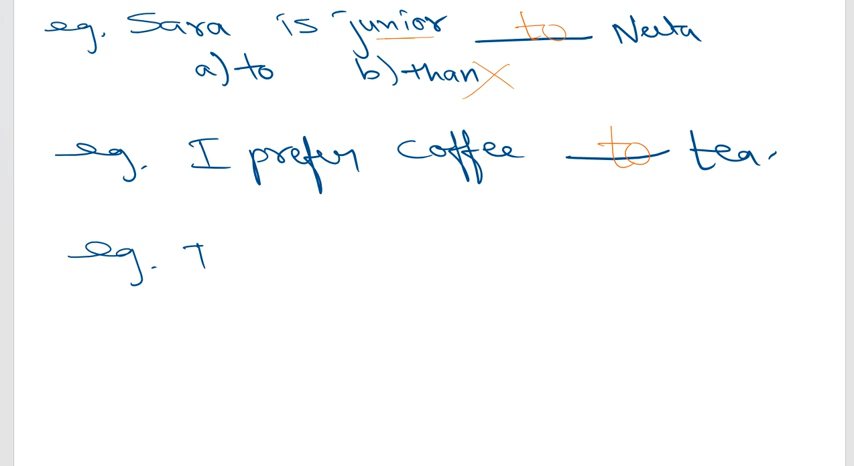 eg. Sara is junior to Neeta
a) to b) than X
eg. I prefer coffee to tea.
eg. T